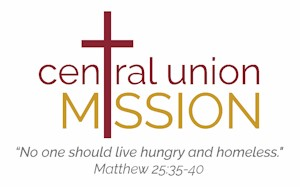 central union
MISSION
“No one should live hungry and homeless.”
Matthew 25:35-40